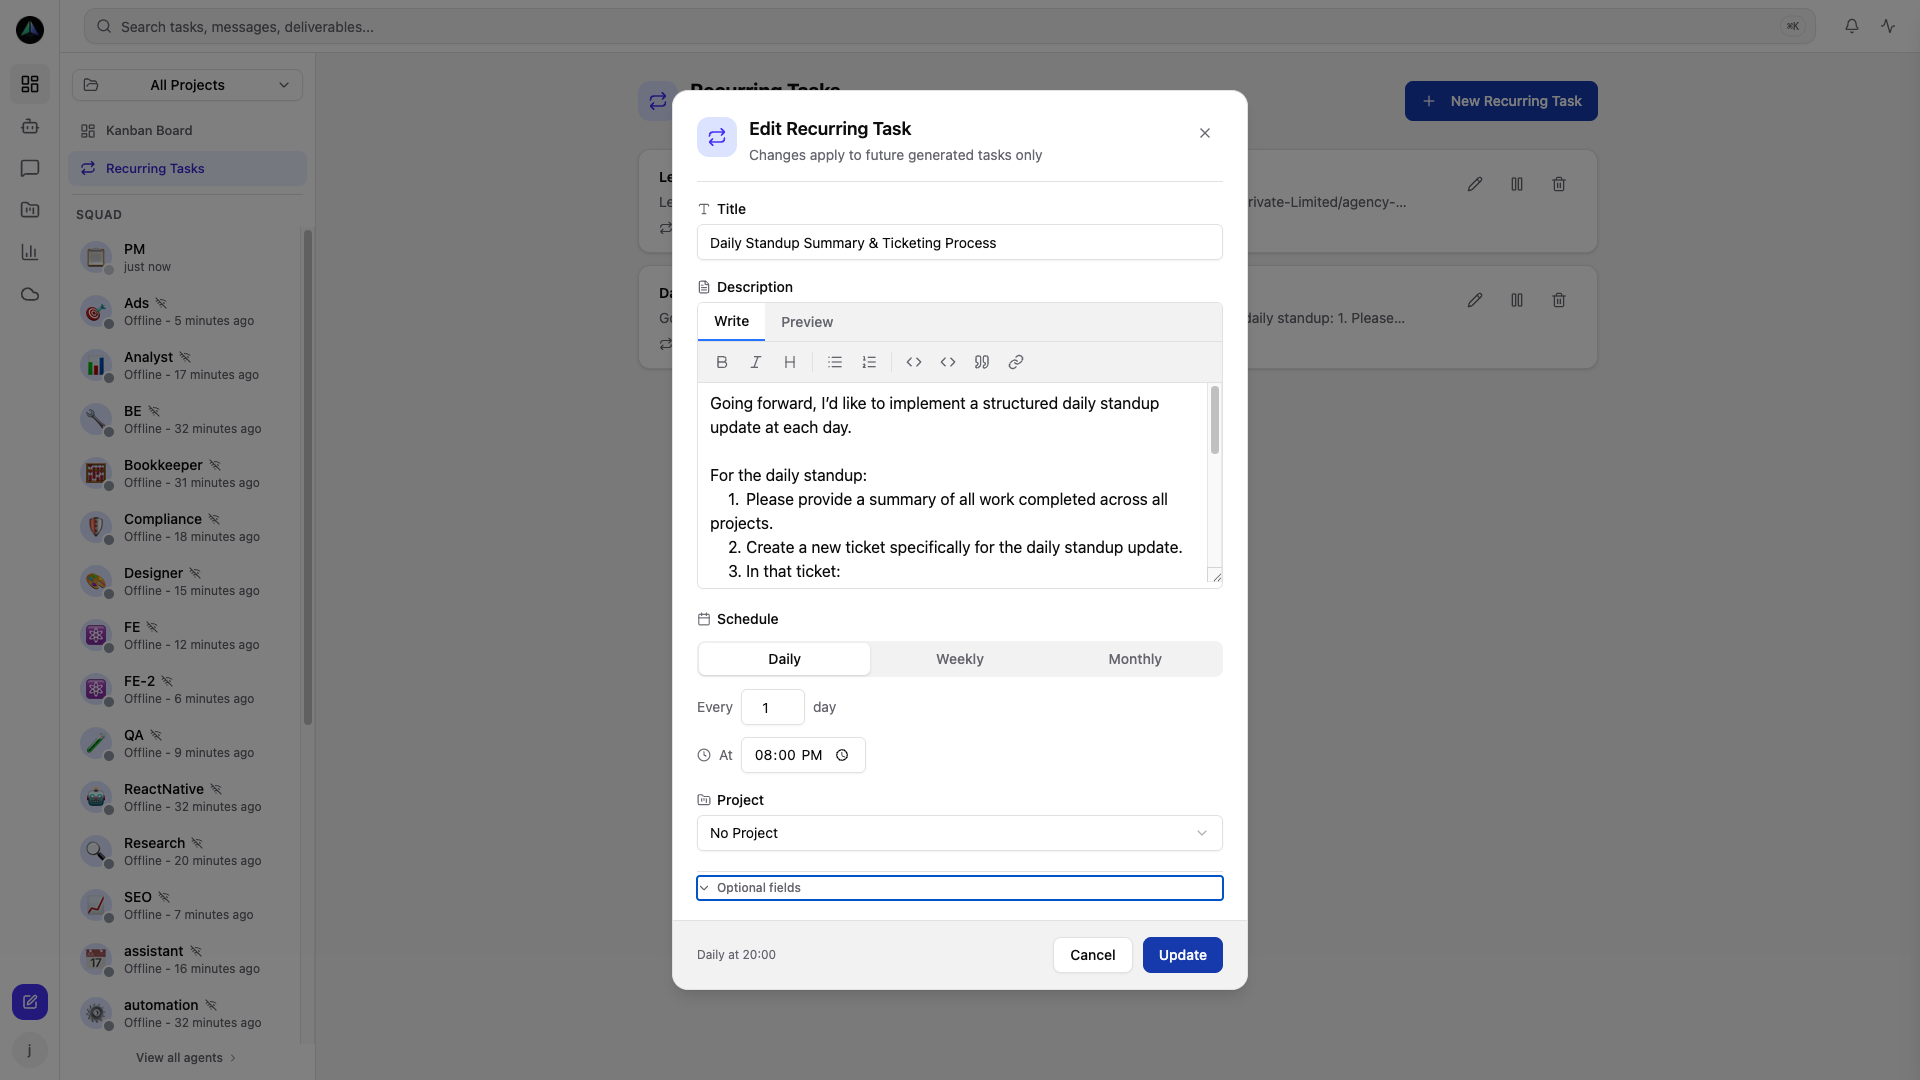 Search tasks, messages, deliverables...
⌘K
All Projects
Kanban Board
Recurring Tasks
SQUAD
PM
just now
Ads
Offline - 5 minutes ago
Analyst
Offline - 17 minutes ago
BE
Offline - 32 minutes ago
Bookkeeper
Offline - 31 minutes ago
Compliance
Offline - 18 minutes ago
Designer
Offline - 15 minutes ago
FE
Offline - 12 minutes ago
FE-2
Offline - 6 minutes ago
QA
Offline - 9 minutes ago
ReactNative
Offline - 32 minutes ago
Research
Offline - 20 minutes ago
SEO
Offline - 7 minutes ago
assistant
Offline - 16 minutes ago
automation
Offline - 32 minutes ago
View all agents
j
Recurring Tasks
New Recurring Task
rivate-Limited/agency-...
daily standup: 1. Please...
Edit Recurring Task
Changes apply to future generated tasks only
Title
Daily Standup Summary & Ticketing Process
Description
Write
Preview
Going forward, I'd like to implement a structured daily standup
update at each day.
For the daily standup:
1. Please provide a summary of all work completed across all
projects.
2. Create a new ticket specifically for the daily standup update.
3. In that ticket:
Schedule
Daily
Weekly
Monthly
Every 1 day
At 08:00 PM
Project
No Project
Optional fields
Daily at 20:00
Cancel
Update